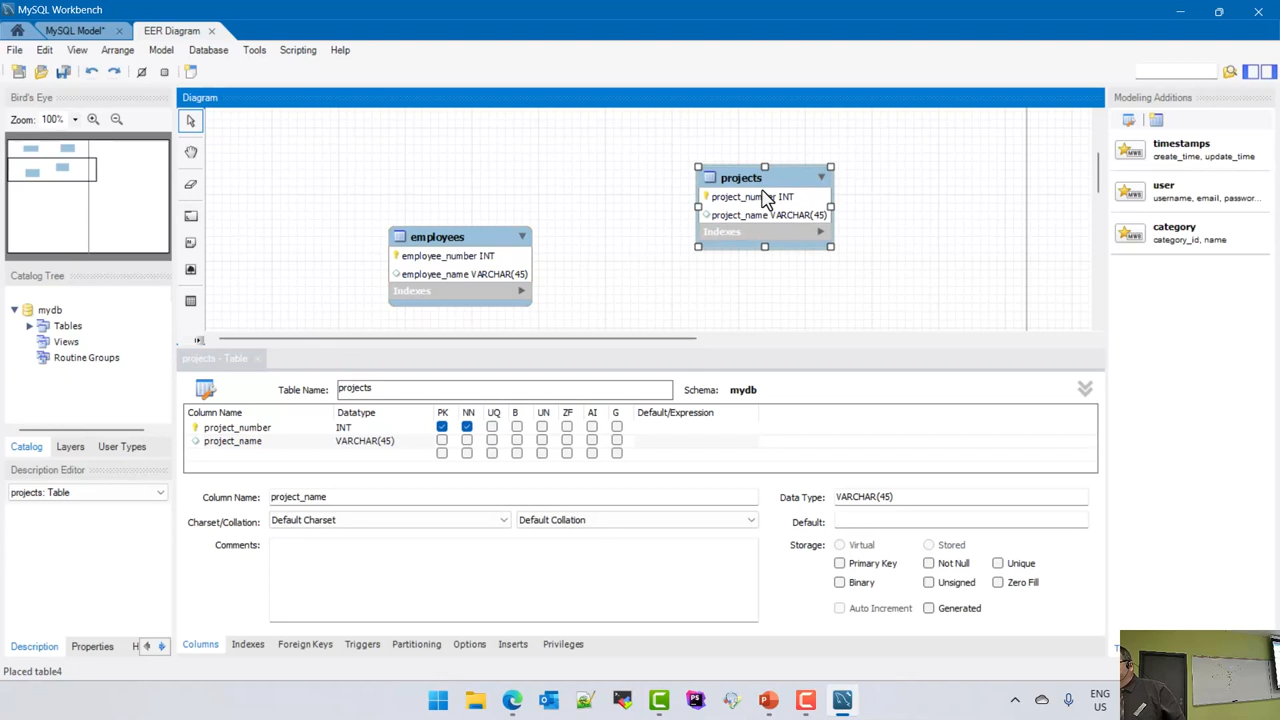 MySQL Workbench
MySQL Model*
EER Diagram
File Edit View Arrange Model Database Tools Scripting Help
Bird's Eye
Zoom: 100%
Diagram
projects
project_number INT
project_name VARCHAR(45)
Indexes
employees
employee_number INT
employee_name VARCHAR(45)
Indexes
Modeling Additions
timestamps
create_time, update_time
user
username, email, passwor...
category
category_id, name
Catalog Tree
mydb
Tables
Views
Routine Groups
Catalog Layers User Types
Description Editor
projects: Table
Description Properties H
projects - Table
Table Name: projects Schema: mydb
Column Name Datatype PK NN UQ B UN ZF AI G Default/Expression
project_number INT
project_name VARCHAR(45)
Column Name: project_name Data Type: VARCHAR(45)
Charset/Collation: Default Charset Default Collation Default:
Comments: Storage: Virtual Stored
Primary Key Not Null Unique
Binary Unsigned Zero Fill
Auto Increment Generated
Columns Indexes Foreign Keys Triggers Partitioning Options Inserts Privileges
Placed table4
ENG
US